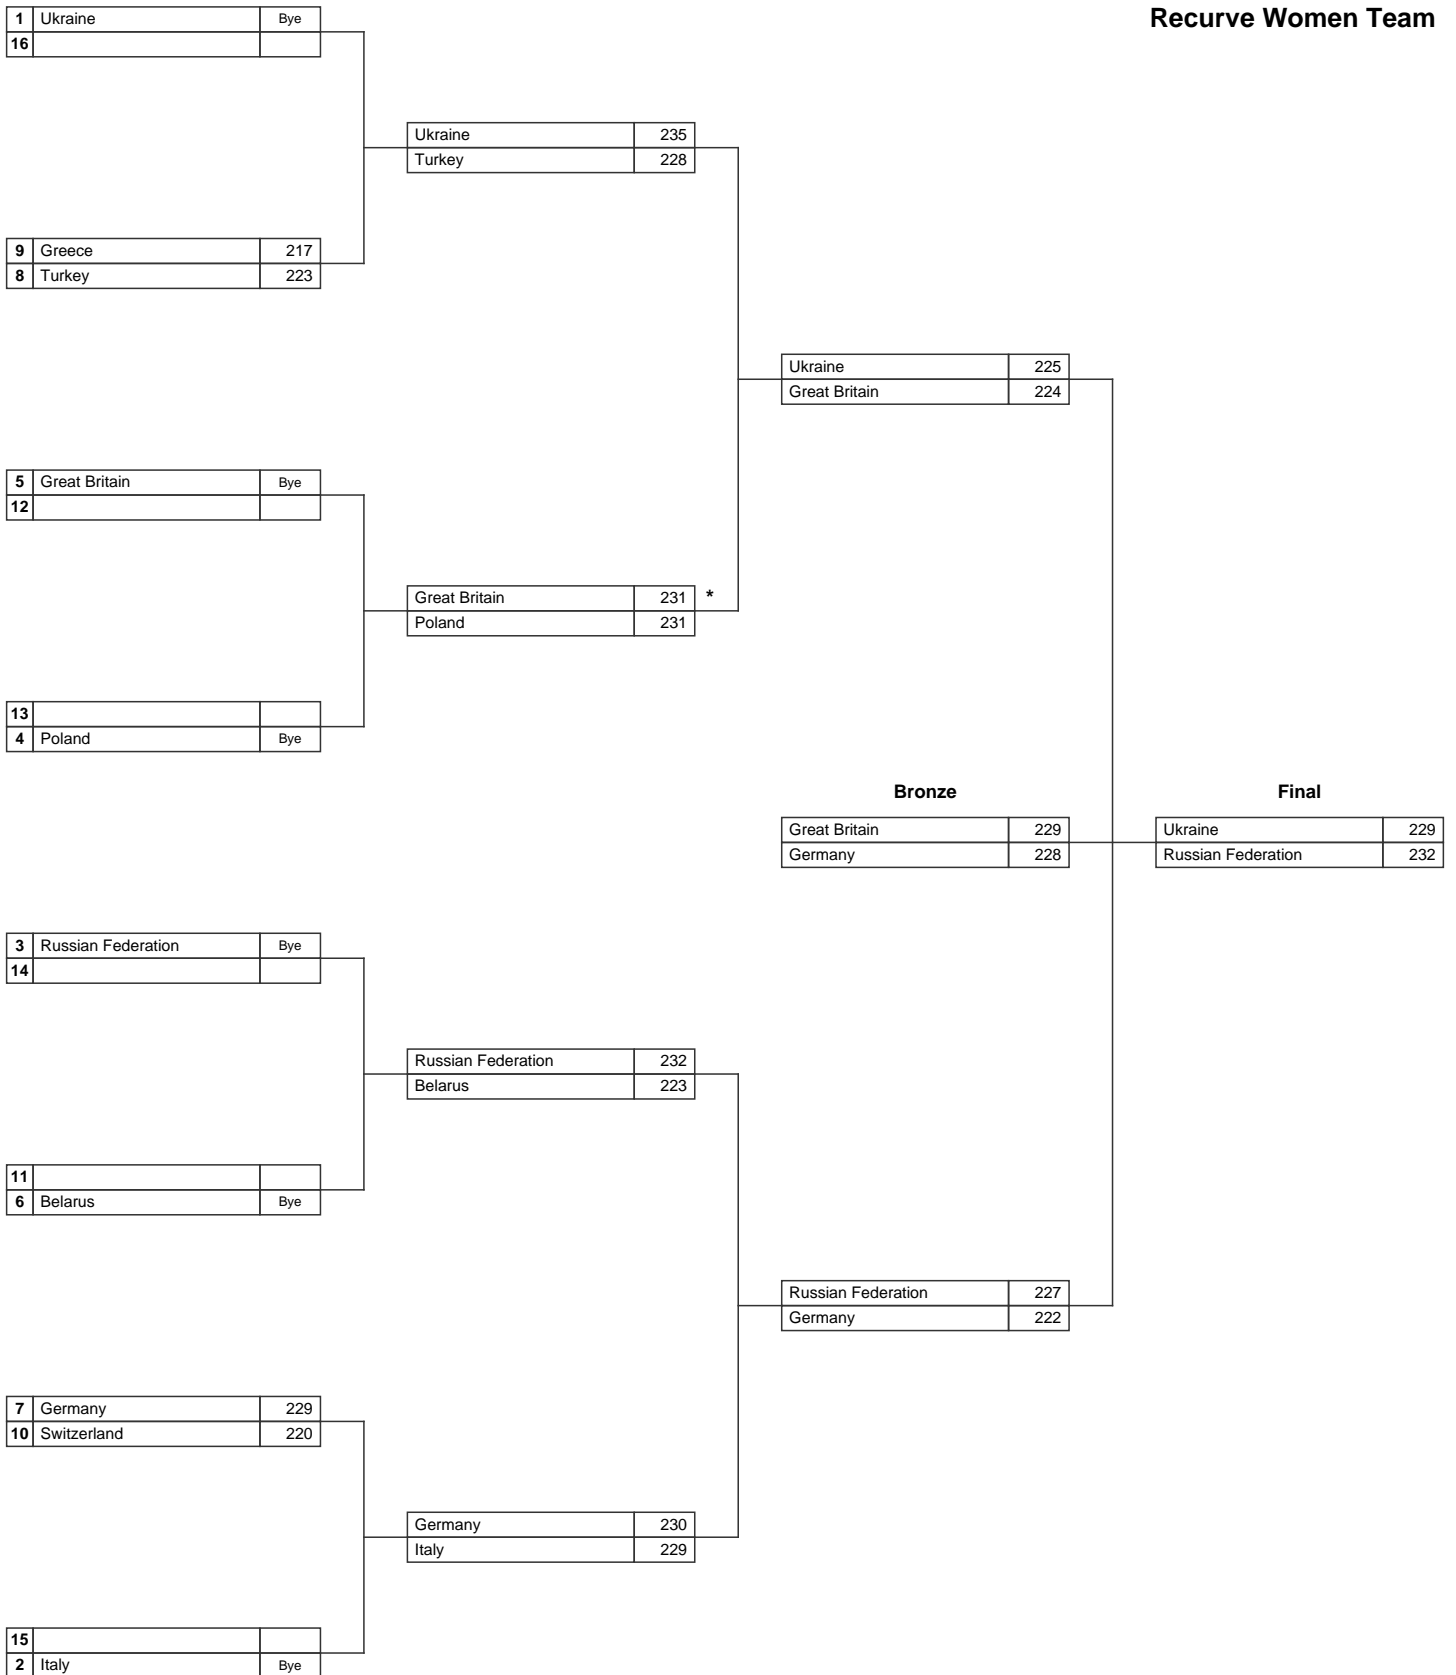 Recurve Women Team
1 Ukraine Bye
16
Ukraine 235
Turkey 228
9 Greece 217
8 Turkey 223
Ukraine 225
Great Britain 224
5 Great Britain Bye
12
Great Britain 231 *
Poland 231
13
4 Poland Bye
Bronze Final
Great Britain 229 Ukraine 229
Germany 228 Russian Federation 232
3 Russian Federation Bye
14
Russian Federation 232
Belarus 223
11
6 Belarus Bye
Russian Federation 227
Germany 222
7 Germany 229
10 Switzerland 220
Germany 230
Italy 229
15
2 Italy Bye